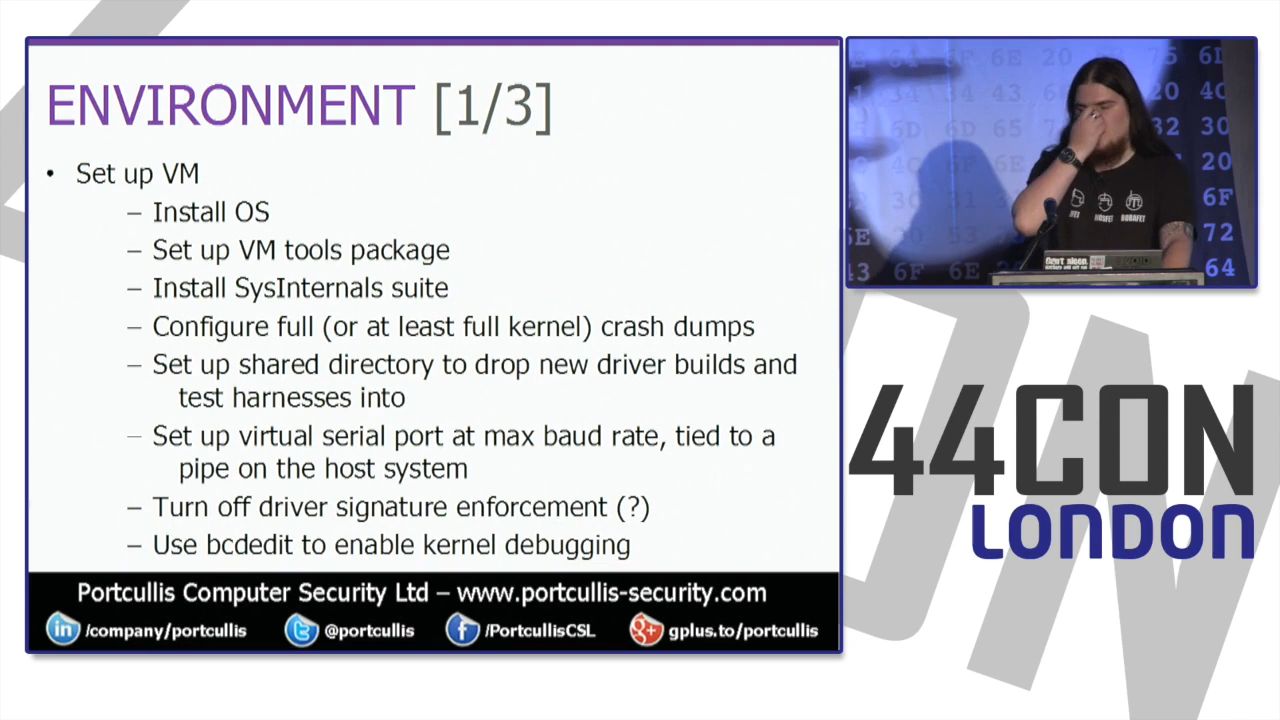 ENVIRONMENT [1/3]
• Set up VM
– Install OS
– Set up VM tools package
– Install SysInternals suite
– Configure full (or at least full kernel) crash dumps
– Set up shared directory to drop new driver builds and
test harnesses into
– Set up virtual serial port at max baud rate, tied to a
pipe on the host system
– Turn off driver signature enforcement (?)
– Use bcdedit to enable kernel debugging
Portcullis Computer Security Ltd – www.portcullis-security.com
/company/portcullis
@portcullis
/PortcullisCSL
gplus.to/portcullis
44CON
LONDON